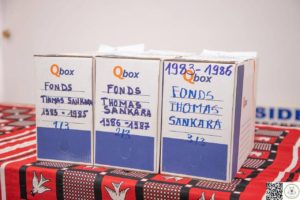 Qbox
FONDS
THOMAS SANKARA
1983 - 1985
1/3
Qbox
FONDS
THOMAS
SANKARA
1986 - 1987
2/3
Qbox
1983 - 1986
FONDS
THOMAS
SANKARA
3/3
SIDE